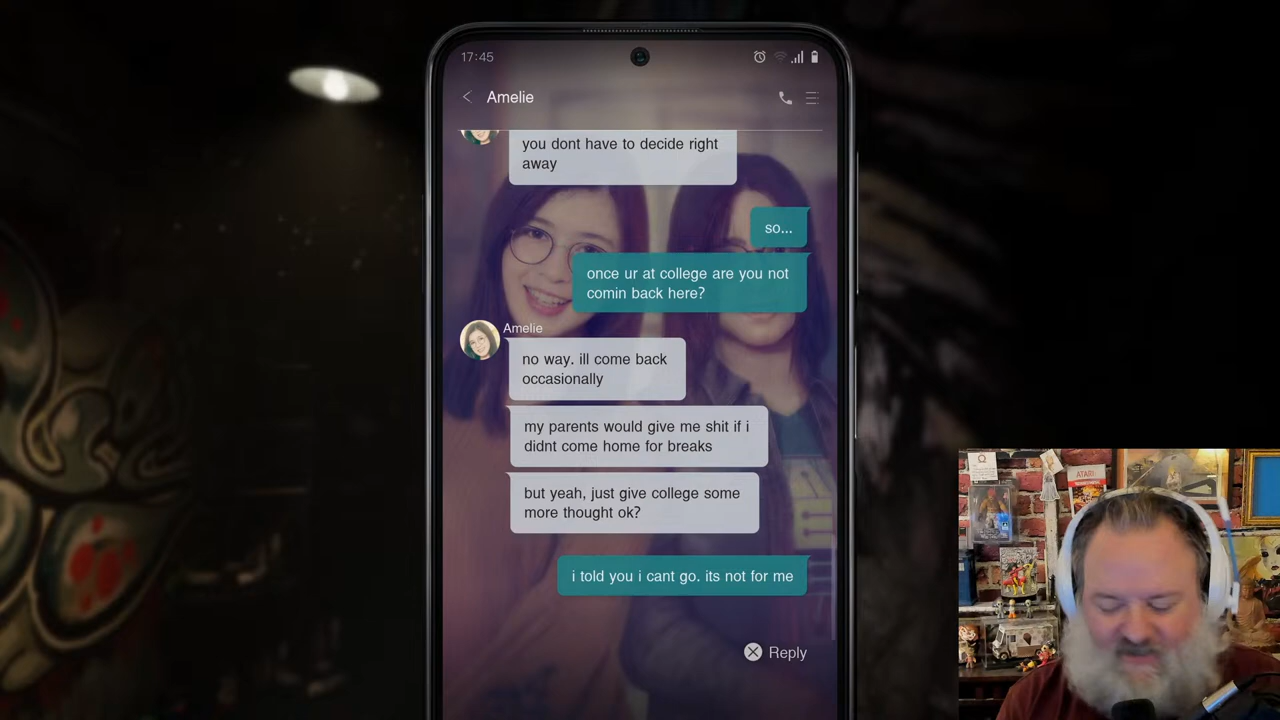 17:45
Amelie
you dont have to decide right
away
so...
once ur at college are you not
comin back here?
Amelie
no way. ill come back
occasionally
my parents would give me shit if i
didnt come home for breaks
but yeah, just give college some
more thought ok?
i told you i cant go. its not for me
Reply
ATARI